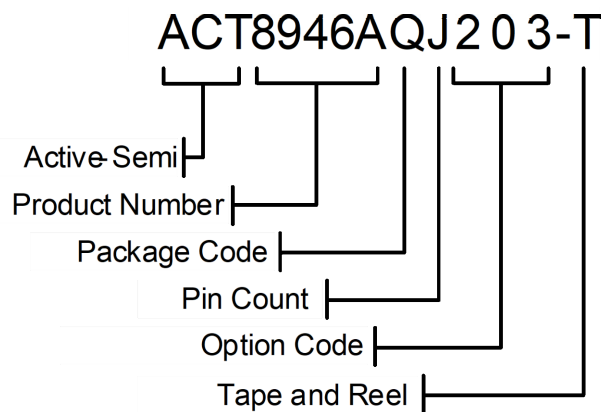 ACT8946AQJ203-T
Active-Semi
Product Number
Package Code
Pin Count
Option Code
Tape and Reel